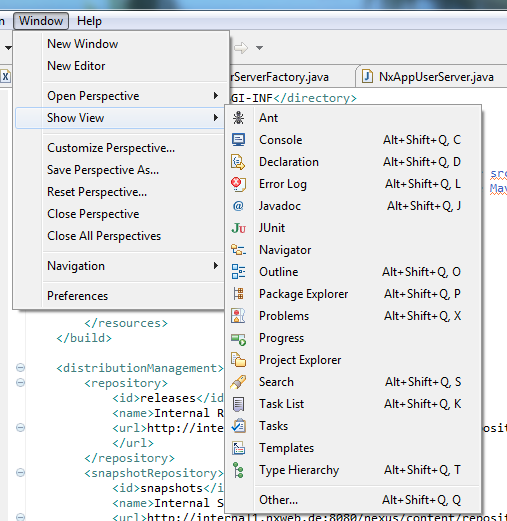 Window Help
New Window
New Editor
Open Perspective
Show View
Customize Perspective...
Save Perspective As...
Reset Perspective...
Close Perspective
Close All Perspectives
Navigation
Preferences
rServerFactory.java
NxAppUserServer.java
GI-INF</directory>
Ant
Console Alt+Shift+Q, C
Declaration Alt+Shift+Q, D
Error Log Alt+Shift+Q, L
Javadoc Alt+Shift+Q, J
JUnit
Navigator
Outline Alt+Shift+Q, O
Package Explorer Alt+Shift+Q, P
Problems Alt+Shift+Q, X
Progress
Project Explorer
Search Alt+Shift+Q, S
Task List Alt+Shift+Q, K
Tasks
Templates
Type Hierarchy Alt+Shift+Q, T
Other... Alt+Shift+Q, Q
src
Mav
</resources>
</build>
<distributionManagement>
<repository>
<id>releases</id
<name>Internal R
<url>http://inter
</url>
</repository>
<snapshotRepository>
<id>snapshots</i
<name>Internal S
<url>http://internal1.nxweb.de:8080/nexus/content/reposito